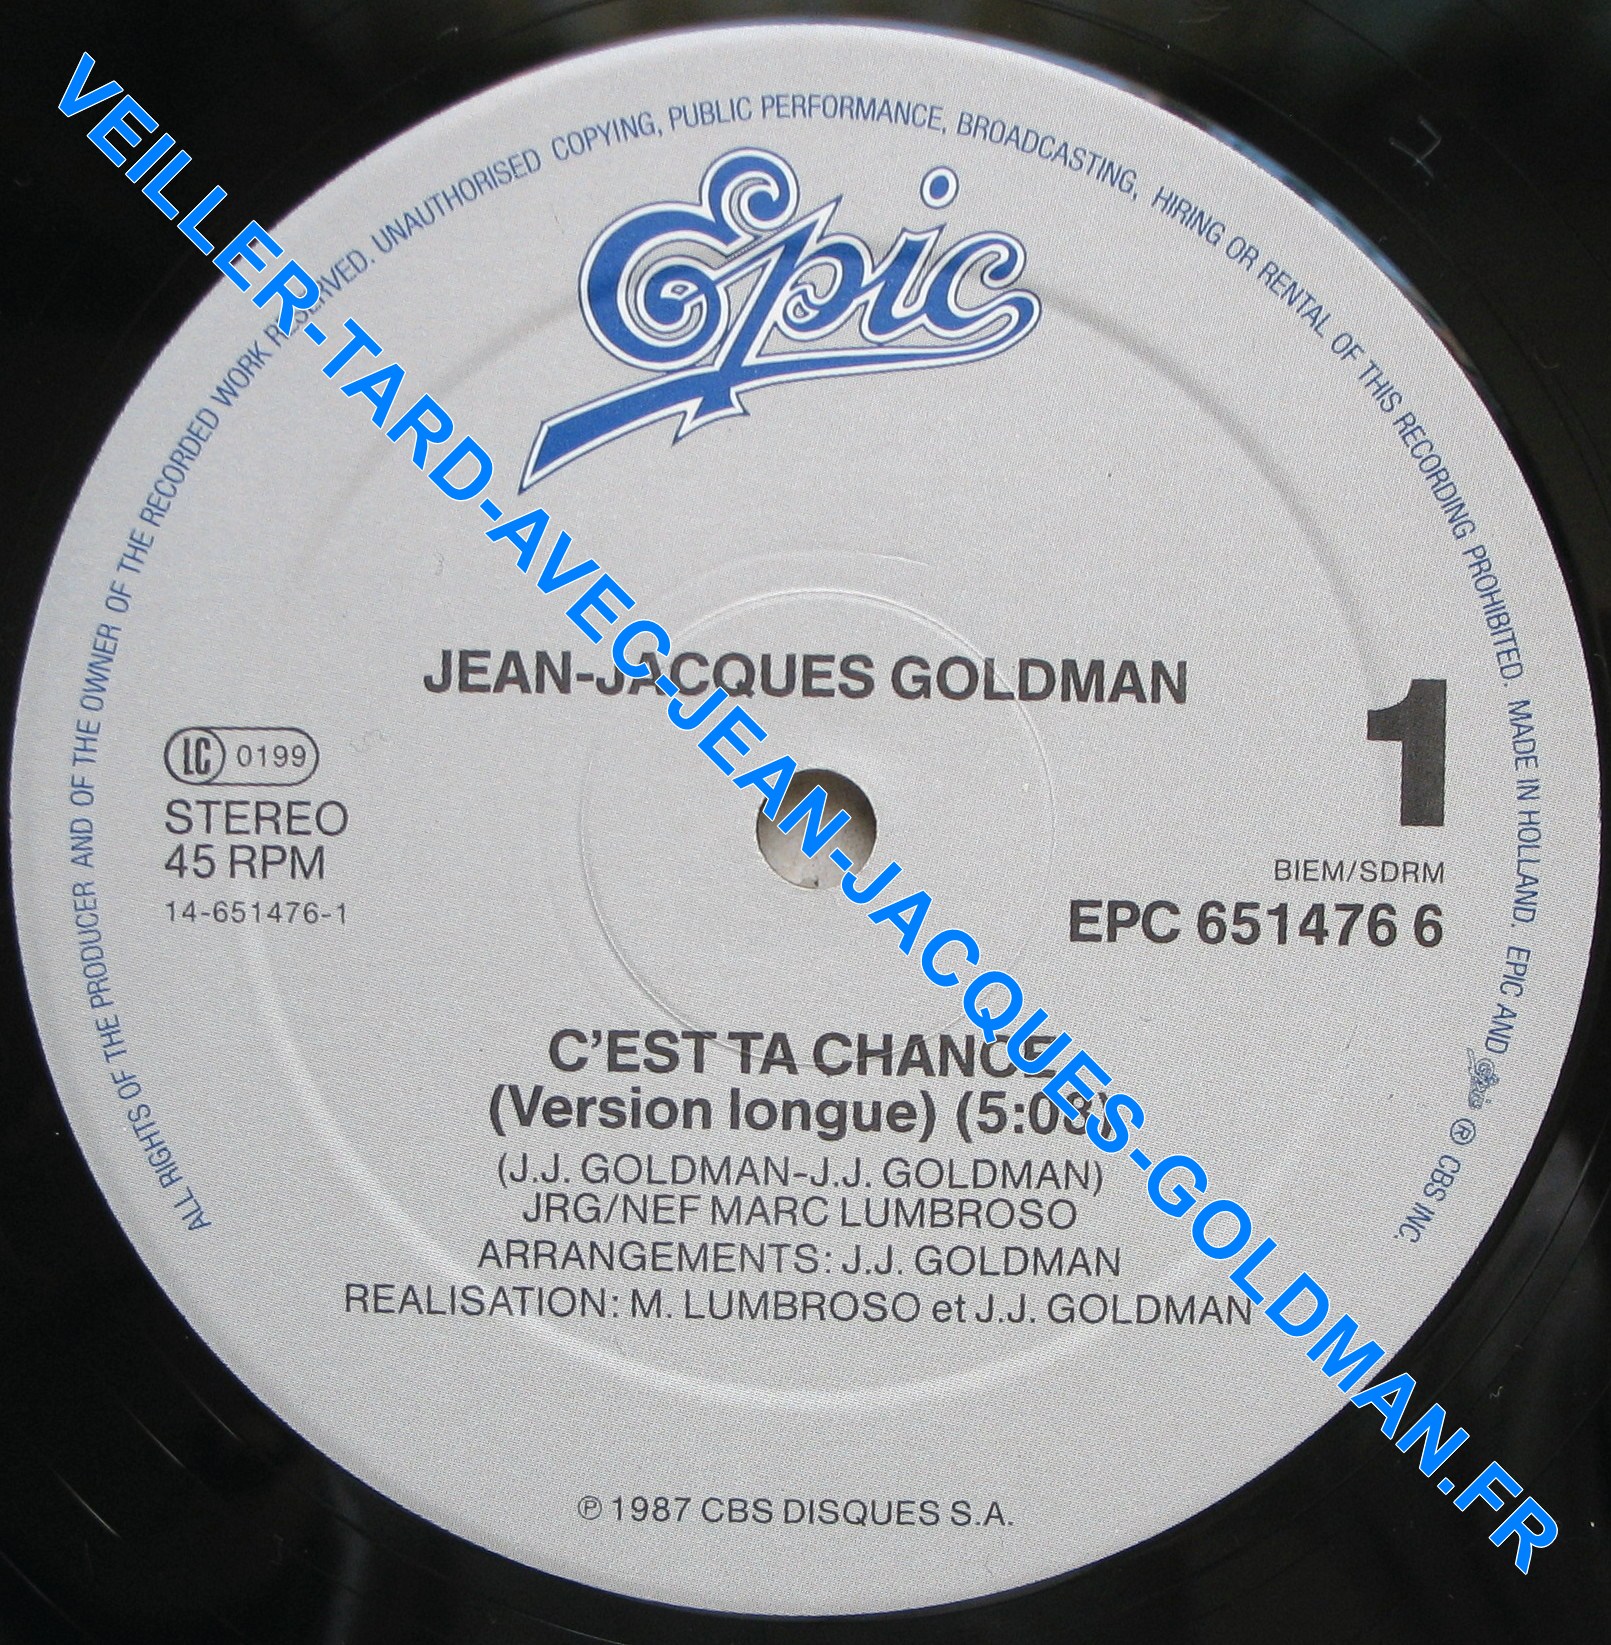 VEILLER-TARD-AVEC-JEAN-JACQUES-GOLDMAN.FR
ALL RIGHTS OF THE PRODUCER AND OF THE OWNER OF THE RECORDED WORK RESERVED. UNAUTHORISED COPYING, PUBLIC PERFORMANCE, BROADCASTING, HIRING OR RENTAL OF THIS RECORDING PROHIBITED. MADE IN HOLLAND. EPIC AND Epic ® CBS INC.
Epic
JEAN-JACQUES GOLDMAN
1
LC 0199
STEREO
45 RPM
14-651476-1
BIEM/SDRM
EPC 651476 6
C'EST TA CHANCE
(Version longue) (5:08)
(J.J. GOLDMAN-J.J. GOLDMAN)
JRG/NEF MARC LUMBROSO
ARRANGEMENTS: J.J. GOLDMAN
REALISATION: M. LUMBROSO et J.J. GOLDMAN
℗ 1987 CBS DISQUES S.A.